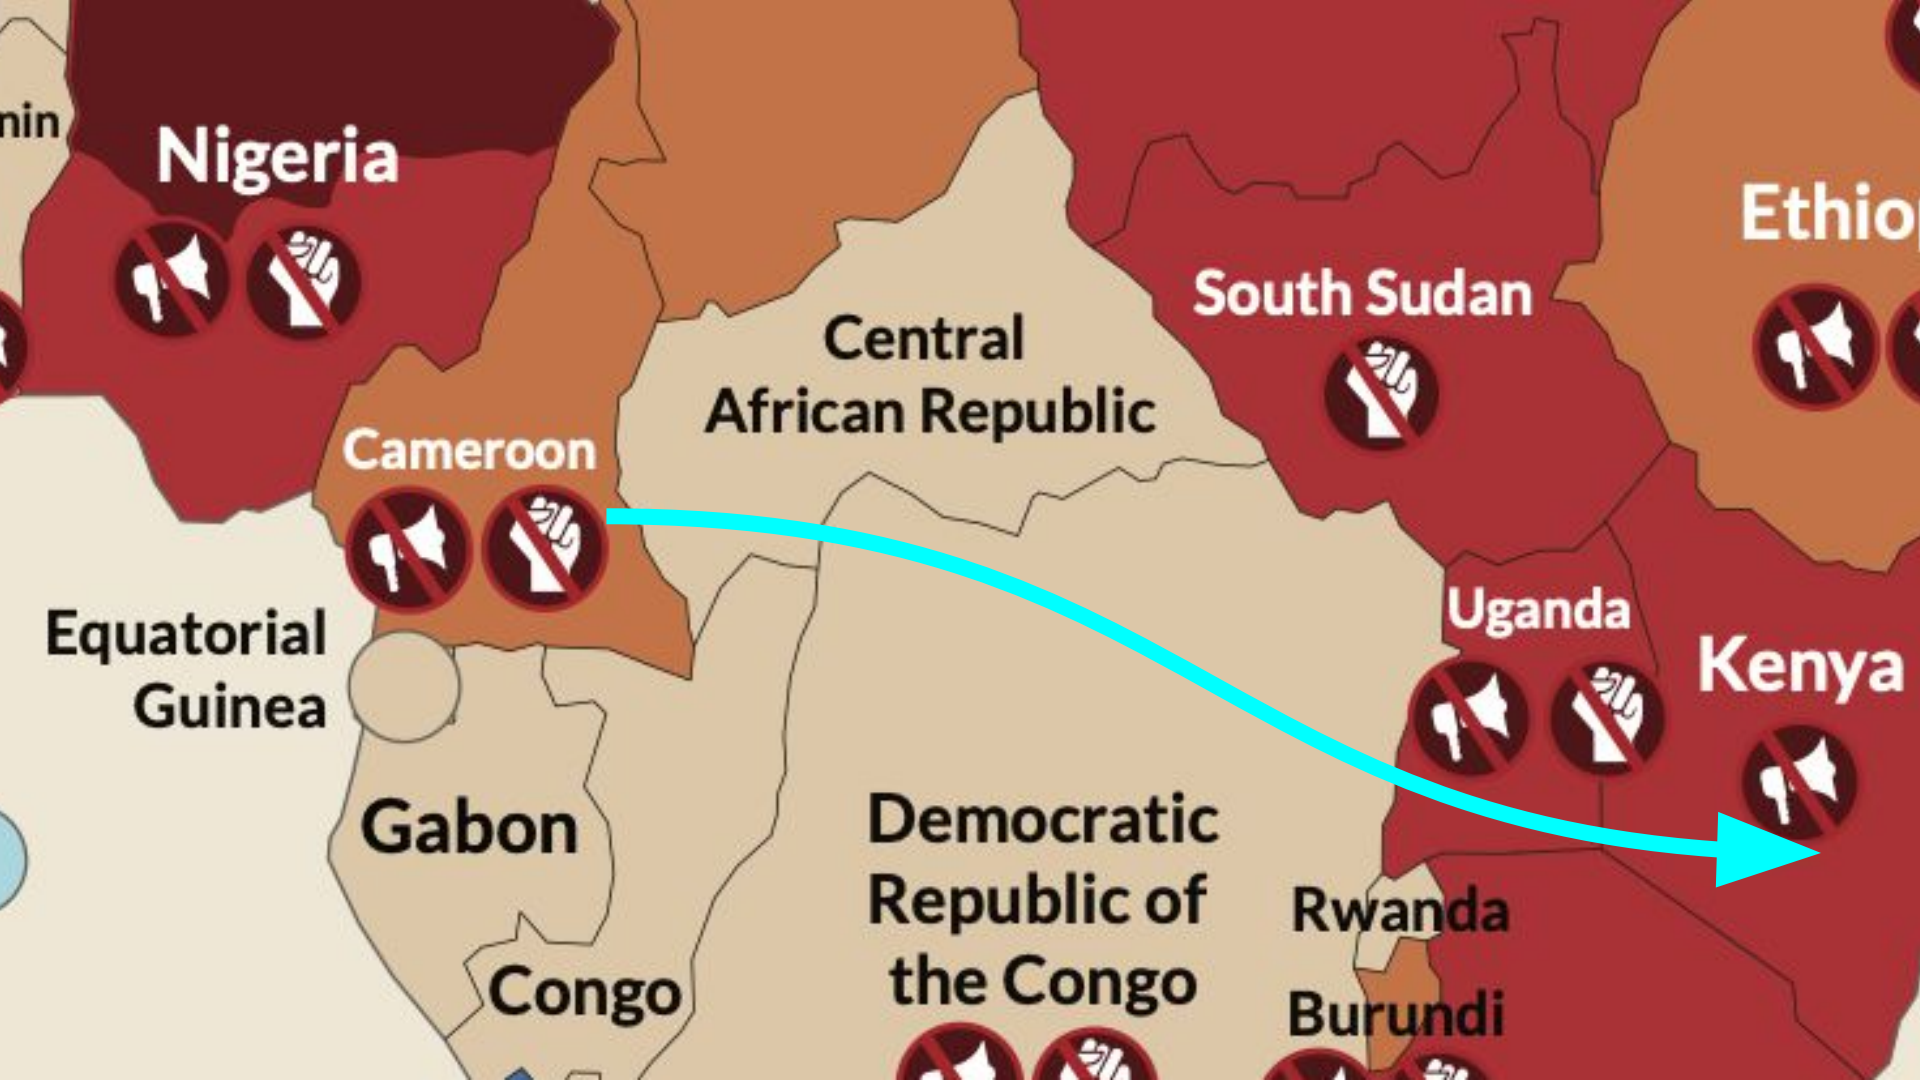 nin
Nigeria
Ethio
South Sudan
Central
African Republic
Cameroon
Uganda
Equatorial
Guinea
Kenya
Gabon
Democratic
Republic of
the Congo
Rwanda
Congo
Burundi